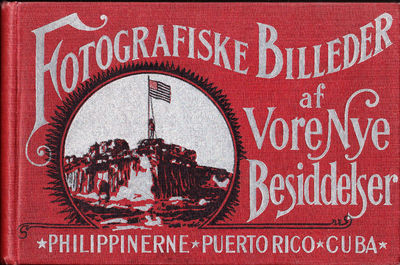 FOTOGRAFISKE BILLEDER
af
VORE NYE
Besiddelser
★PHILIPPINERNE★PUERTO RICO★CUBA★